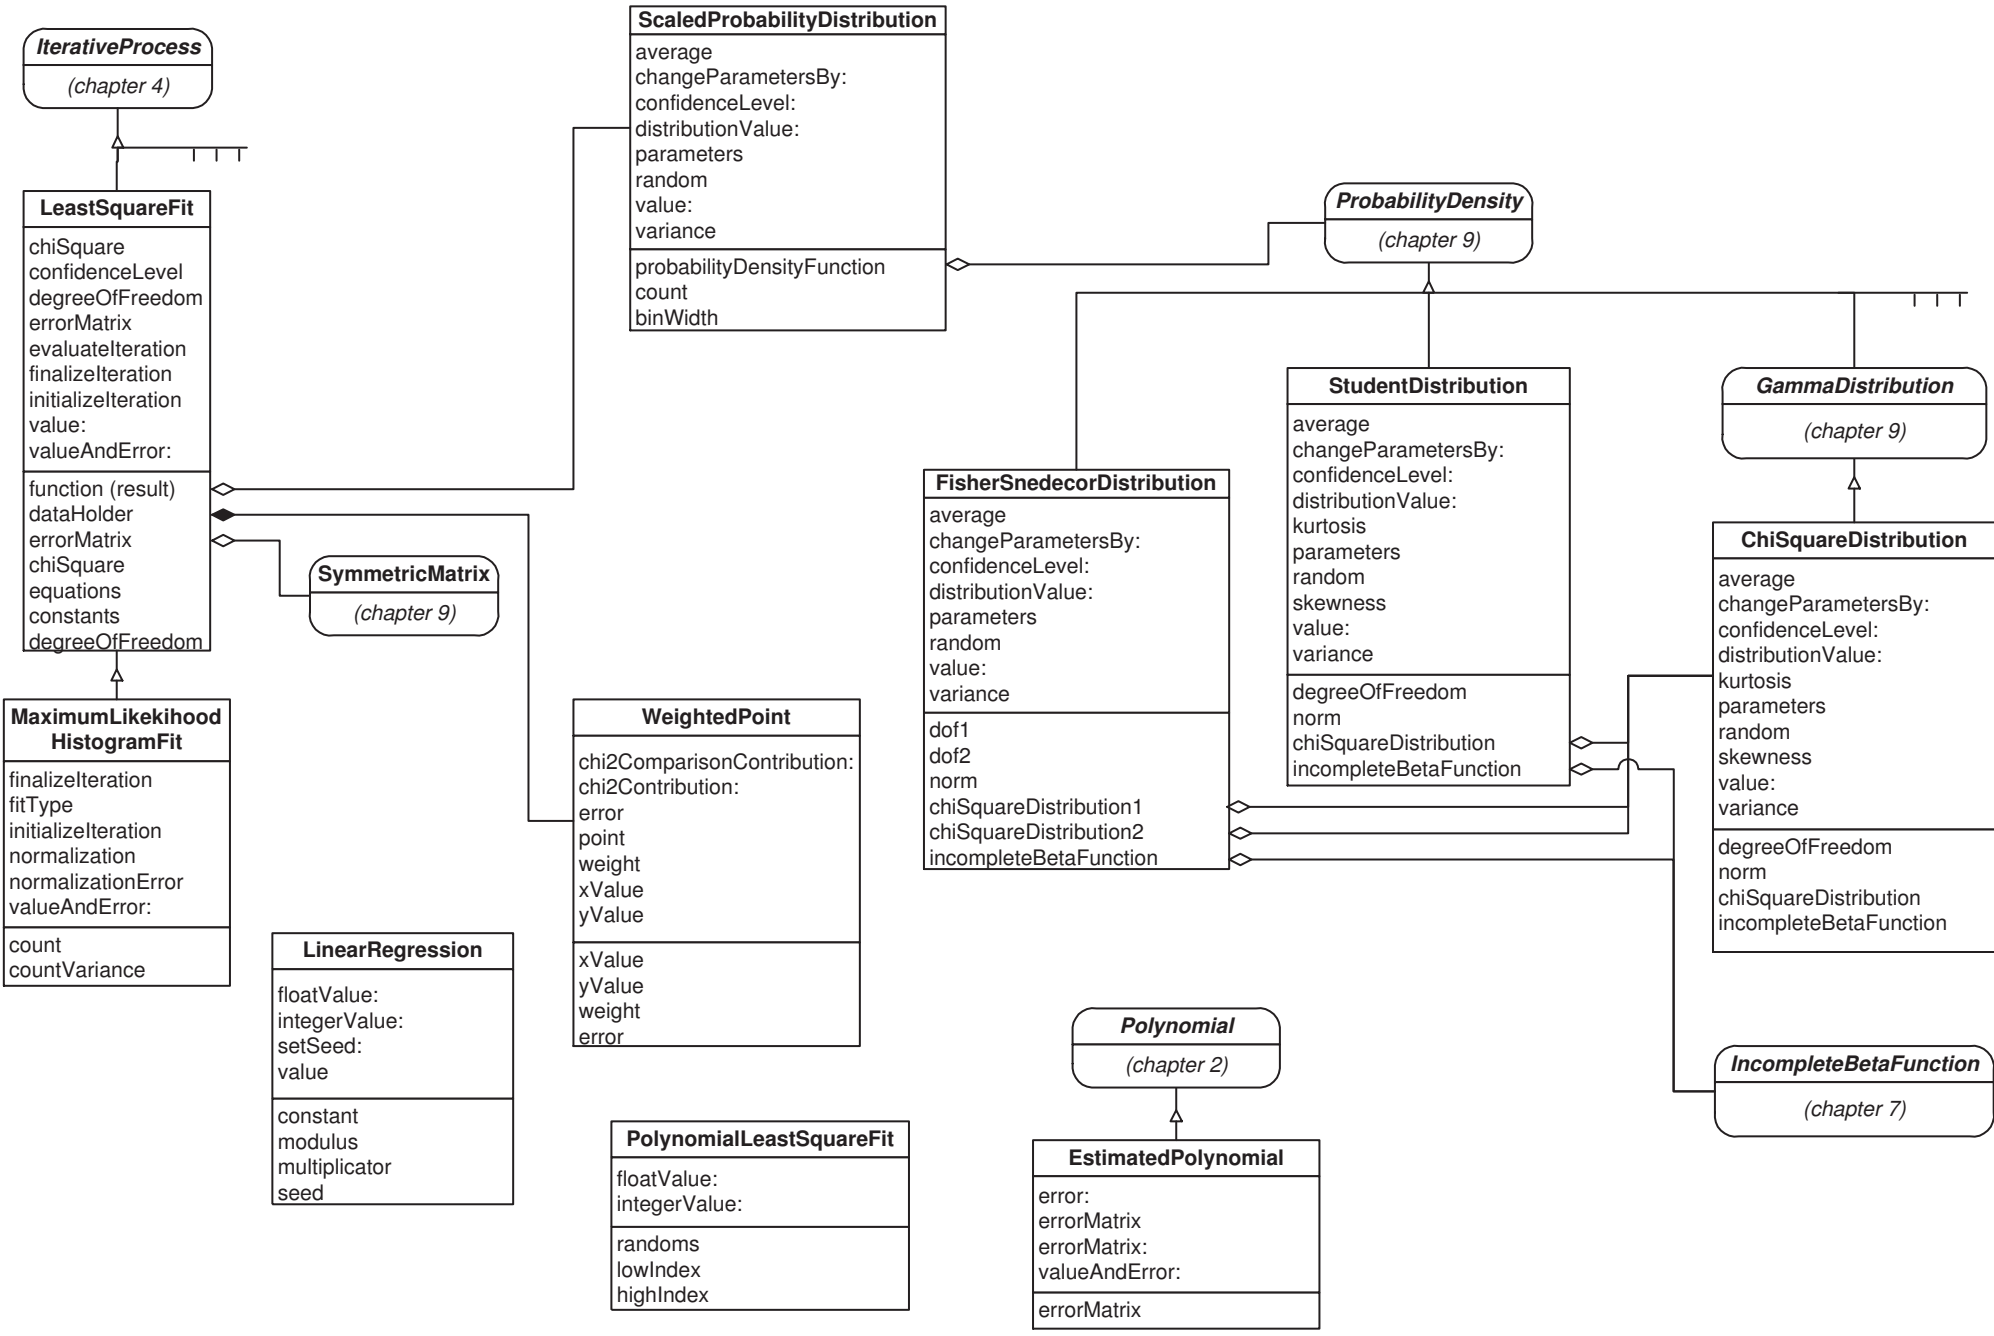 IterativeProcess
(chapter 4)
LeastSquareFit
chiSquare
confidenceLevel
degreeOfFreedom
errorMatrix
evaluateIteration
finalizeIteration
initializeIteration
value:
valueAndError:
function (result)
dataHolder
errorMatrix
chiSquare
equations
constants
degreeOfFreedom
MaximumLikekihood
HistogramFit
finalizeIteration
fitType
initializeIteration
normalization
normalizationError
valueAndError:
count
countVariance
SymmetricMatrix
(chapter 9)
LinearRegression
floatValue:
integerValue:
setSeed:
value
constant
modulus
multiplicator
seed
ScaledProbabilityDistribution
average
changeParametersBy:
confidenceLevel:
distributionValue:
parameters
random
value:
variance
probabilityDensityFunction
count
binWidth
WeightedPoint
chi2ComparisonContribution:
chi2Contribution:
error
point
weight
xValue
yValue
xValue
yValue
weight
error
PolynomialLeastSquareFit
floatValue:
integerValue:
randoms
lowIndex
highIndex
ProbabilityDensity
(chapter 9)
FisherSnedecorDistribution
average
changeParametersBy:
confidenceLevel:
distributionValue:
parameters
random
value:
variance
dof1
dof2
norm
chiSquareDistribution1
chiSquareDistribution2
incompleteBetaFunction
StudentDistribution
average
changeParametersBy:
confidenceLevel:
distributionValue:
kurtosis
parameters
random
skewness
value:
variance
degreeOfFreedom
norm
chiSquareDistribution
incompleteBetaFunction
GammaDistribution
(chapter 9)
ChiSquareDistribution
average
changeParametersBy:
confidenceLevel:
distributionValue:
kurtosis
parameters
random
skewness
value:
variance
degreeOfFreedom
norm
chiSquareDistribution
incompleteBetaFunction
Polynomial
(chapter 2)
EstimatedPolynomial
error:
errorMatrix
errorMatrix:
valueAndError:
errorMatrix
IncompleteBetaFunction
(chapter 7)